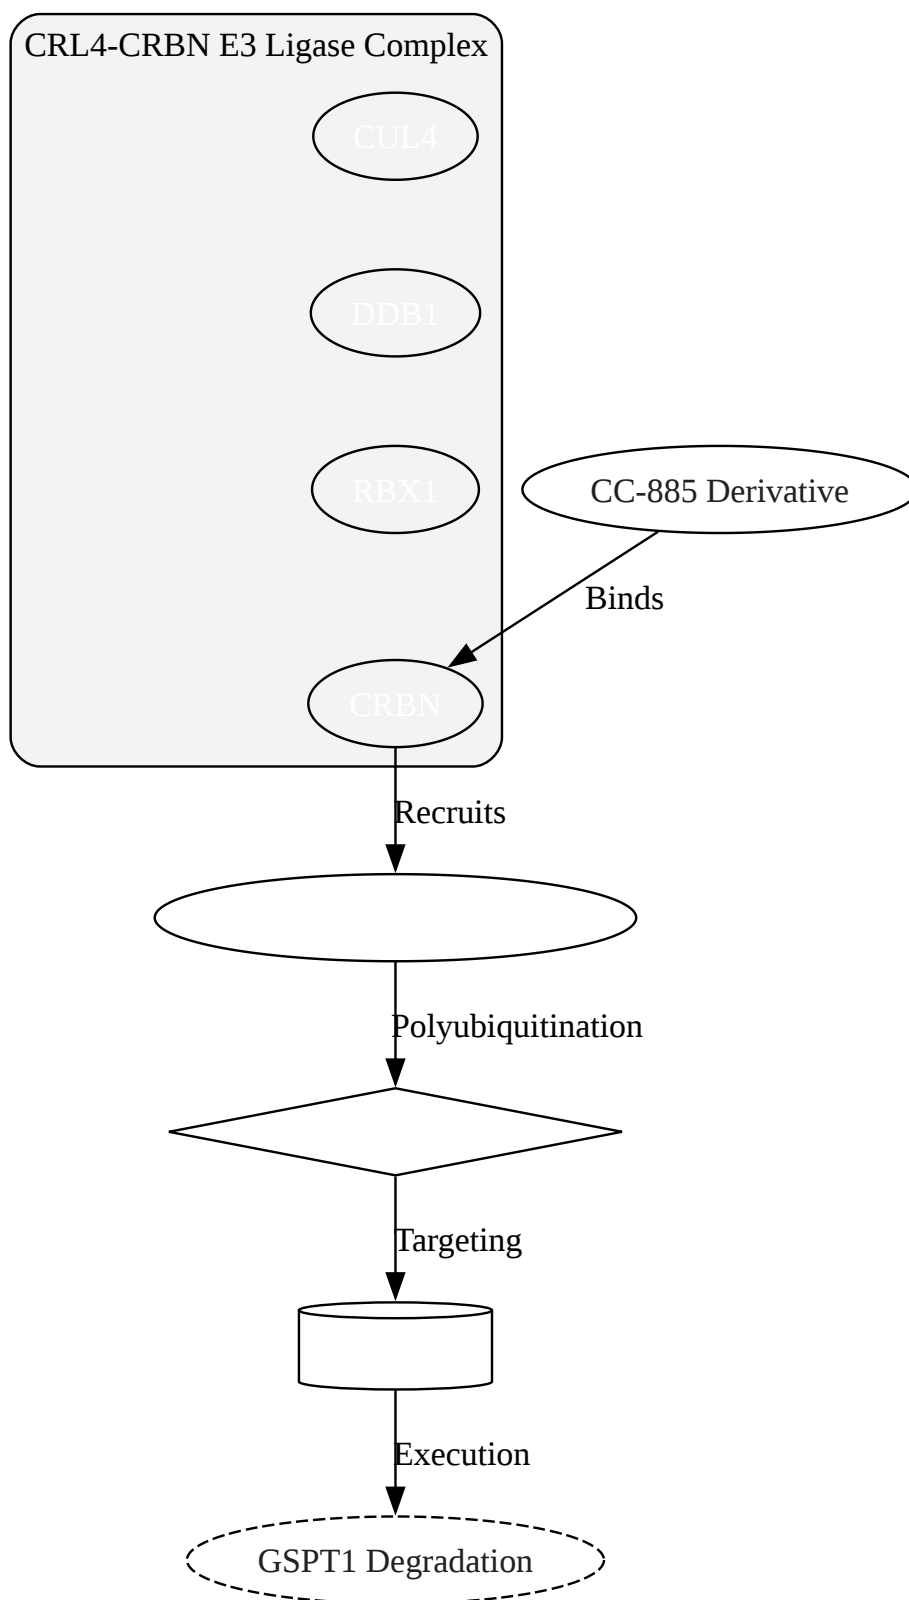 CRL4-CRBN E3 Ligase Complex
CUL4
DDB1
RBX1
CC-885 Derivative
Binds
CRBN
Recruits
Polyubiquitination
Targeting
Execution
GSPT1 Degradation